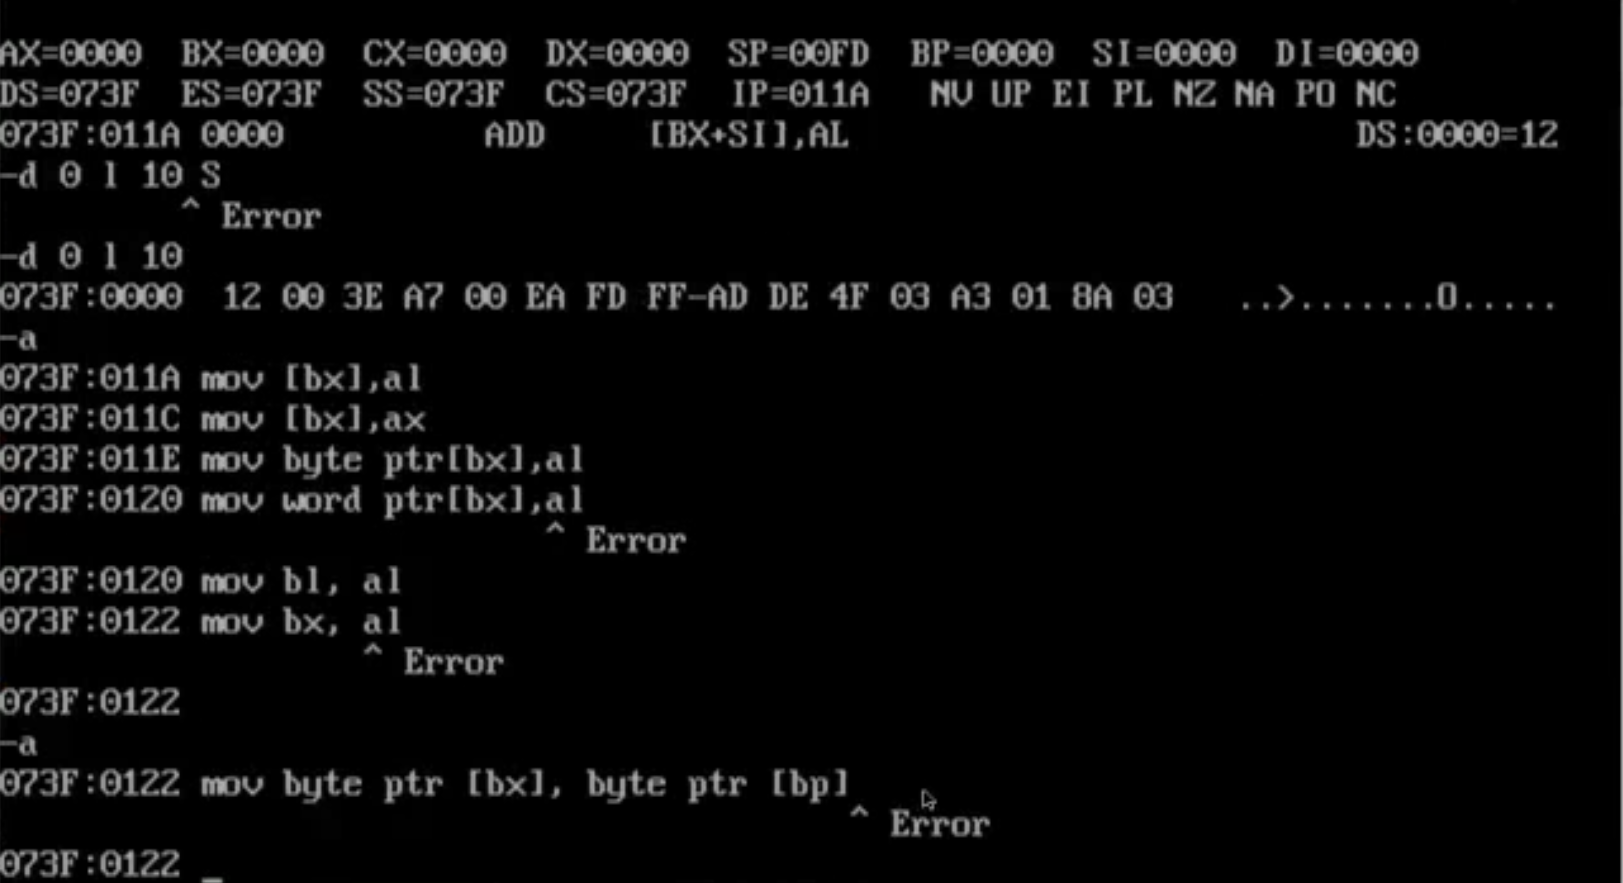 AX=0000 BX=0000 CX=0000 DX=0000 SP=00FD BP=0000 SI=0000 DI=0000
DS=073F ES=073F SS=073F CS=073F IP=011A NV UP EI PL NZ NA PO NC
073F:011A 0000 ADD [BX+SI],AL DS:0000=12
-d 0 l 10 S
^ Error
-d 0 l 10
073F:0000 12 00 3E A7 00 EA FD FF-AD DE 4F 03 A3 01 8A 03 ..>.......O.....
-a
073F:011A mov [bx],al
073F:011C mov [bx],ax
073F:011E mov byte ptr[bx],al
073F:0120 mov word ptr[bx],al
^ Error
073F:0120 mov bl, al
073F:0122 mov bx, al
^ Error
073F:0122
-a
073F:0122 mov byte ptr [bx], byte ptr [bp]
^ Error
073F:0122 _